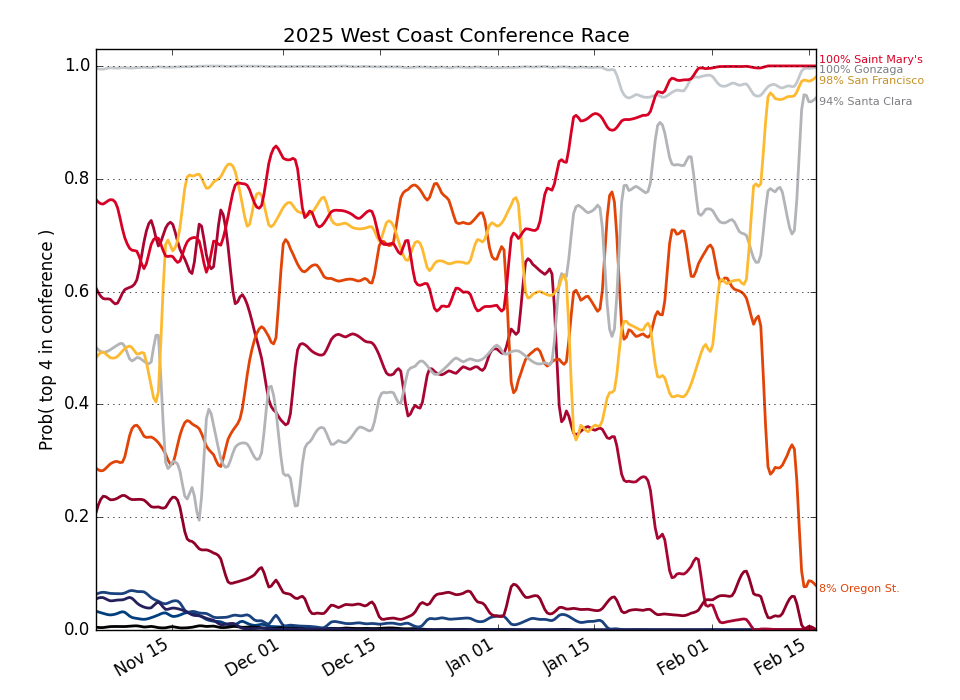 2025 West Coast Conference Race
Prob( top 4 in conference )
1.0
0.8
0.6
0.4
0.2
0.0
Nov 15
Dec 01
Dec 15
Jan 01
Jan 15
Feb 01
Feb 15
100% Saint Mary's
100% Gonzaga
98% San Francisco
94% Santa Clara
8% Oregon St.